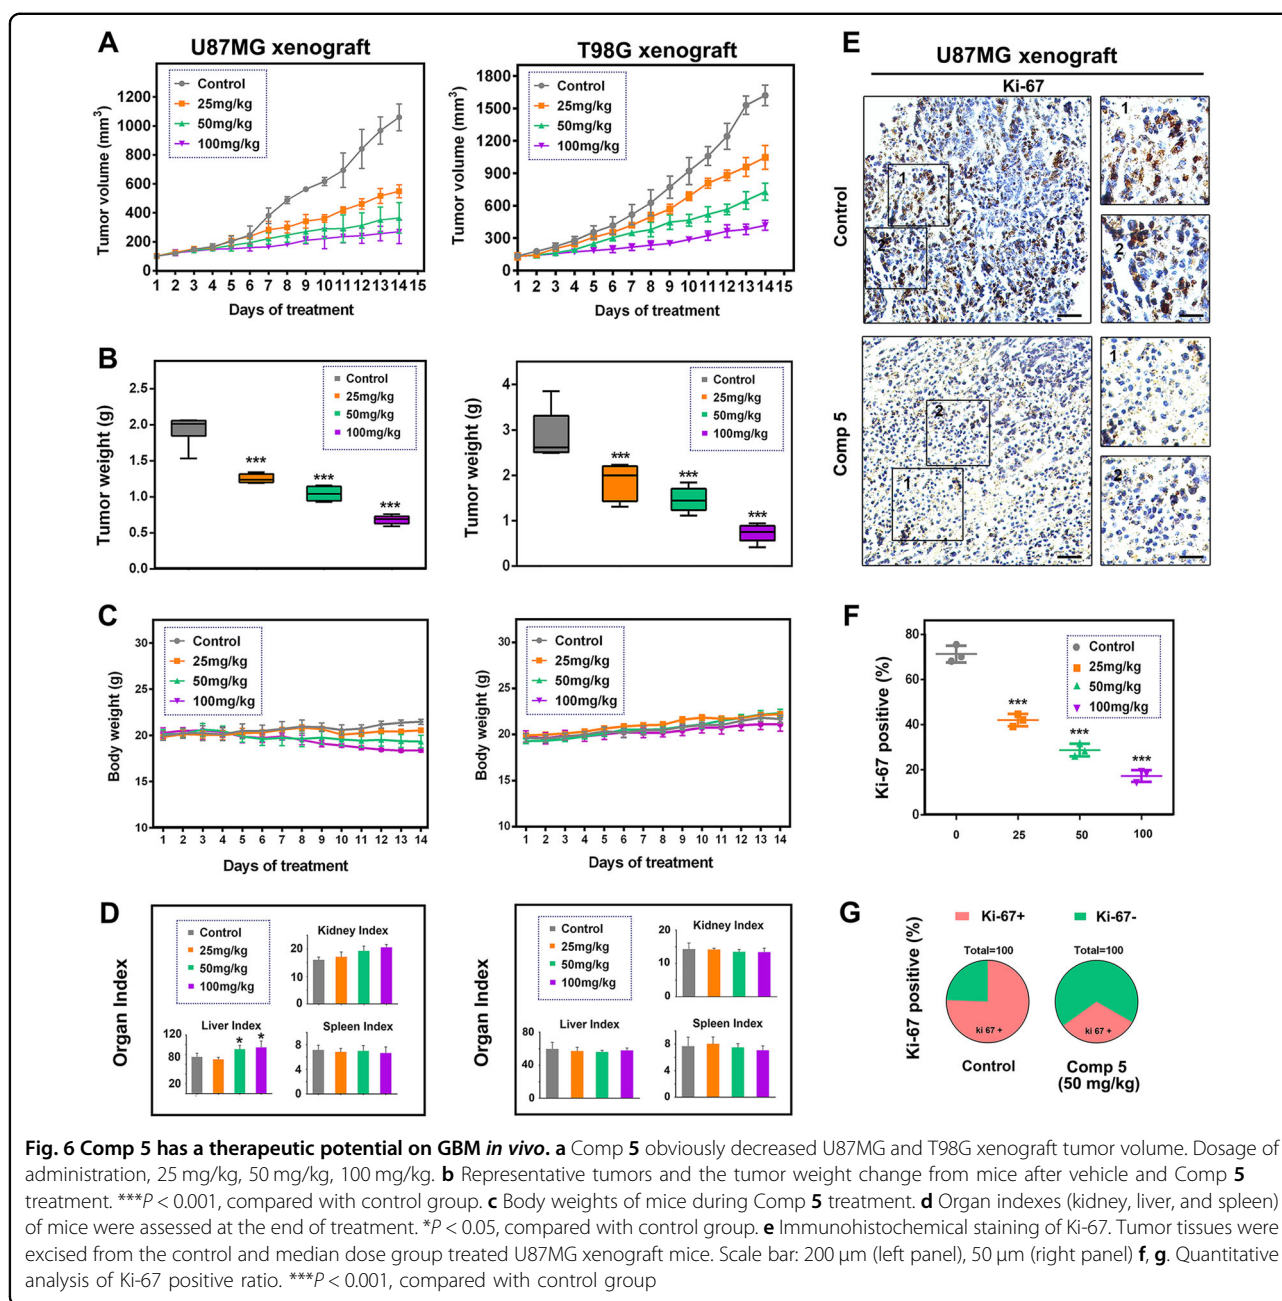 A
U87MG xenograft
Tumor volume (mm3)
1200
1000
800
600
400
200
0
Control
25mg/kg
50mg/kg
100mg/kg
1 2 3 4 5 6 7 8 9 10 11 12 13 14 15
Days of treatment
T98G xenograft
Tumor volume (mm3)
1800
1500
1200
900
600
300
0
Control
25mg/kg
50mg/kg
100mg/kg
1 2 3 4 5 6 7 8 9 10 11 12 13 14 15
Days of treatment
B
Tumor weight (g)
2.5
2.0
1.5
1.0
0.5
0.0
Control
25mg/kg
50mg/kg
100mg/kg
***
***
***
Tumor weight (g)
4
3
2
1
0
Control
25mg/kg
50mg/kg
100mg/kg
***
***
***
C
Body weight (g)
30
25
20
15
10
Control
25mg/kg
50mg/kg
100mg/kg
1 2 3 4 5 6 7 8 9 10 11 12 13 14
Days of treatment
Body weight (g)
30
25
20
15
10
Control
25mg/kg
50mg/kg
100mg/kg
1 2 3 4 5 6 7 8 9 10 11 12 13 14
Days of treatment
D
Organ Index
Control
25mg/kg
50mg/kg
100mg/kg
Kidney Index
20
10
0
Liver Index
120
80
20
* *
Spleen Index
8
4
0
Organ Index
Control
25mg/kg
50mg/kg
100mg/kg
Kidney Index
20
10
0
Liver Index
80
40
0
Spleen Index
8
4
0
E
U87MG xenograft
Ki-67
Control
1
2
1
2
Comp 5
2
1
1
2
F
Ki-67 positive (%)
80
60
40
20
0
Control
25mg/kg
50mg/kg
100mg/kg
***
***
***
0 25 50 100
G
Ki-67 positive (%)
Ki-67+ Ki-67-
Total=100 Total=100
ki 67 + ki 67 +
Control Comp 5
(50 mg/kg)
Fig. 6 Comp 5 has a therapeutic potential on GBM in vivo. a Comp 5 obviously decreased U87MG and T98G xenograft tumor volume. Dosage of
administration, 25 mg/kg, 50 mg/kg, 100 mg/kg. b Representative tumors and the tumor weight change from mice after vehicle and Comp 5
treatment. ***P < 0.001, compared with control group. c Body weights of mice during Comp 5 treatment. d Organ indexes (kidney, liver, and spleen)
of mice were assessed at the end of treatment. *P < 0.05, compared with control group. e Immunohistochemical staining of Ki-67. Tumor tissues were
excised from the control and median dose group treated U87MG xenograft mice. Scale bar: 200 μm (left panel), 50 μm (right panel) f, g. Quantitative
analysis of Ki-67 positive ratio. ***P < 0.001, compared with control group